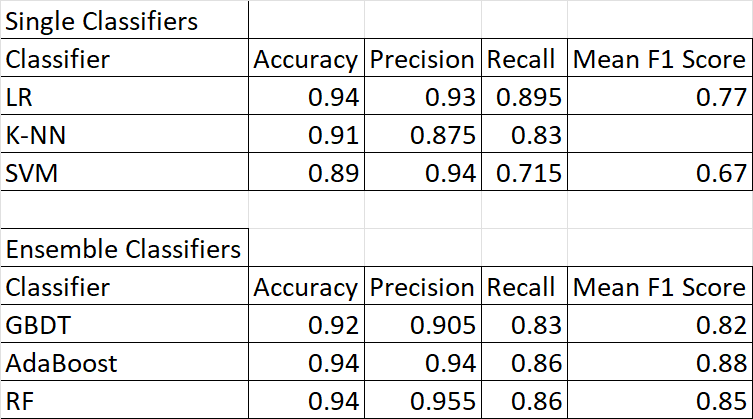 Single Classifiers
Classifier Accuracy Precision Recall Mean F1 Score
LR 0.94 0.93 0.895 0.77
K-NN 0.91 0.875 0.83
SVM 0.89 0.94 0.715 0.67
Ensemble Classifiers
Classifier Accuracy Precision Recall Mean F1 Score
GBDT 0.92 0.905 0.83 0.82
AdaBoost 0.94 0.94 0.86 0.88
RF 0.94 0.955 0.86 0.85